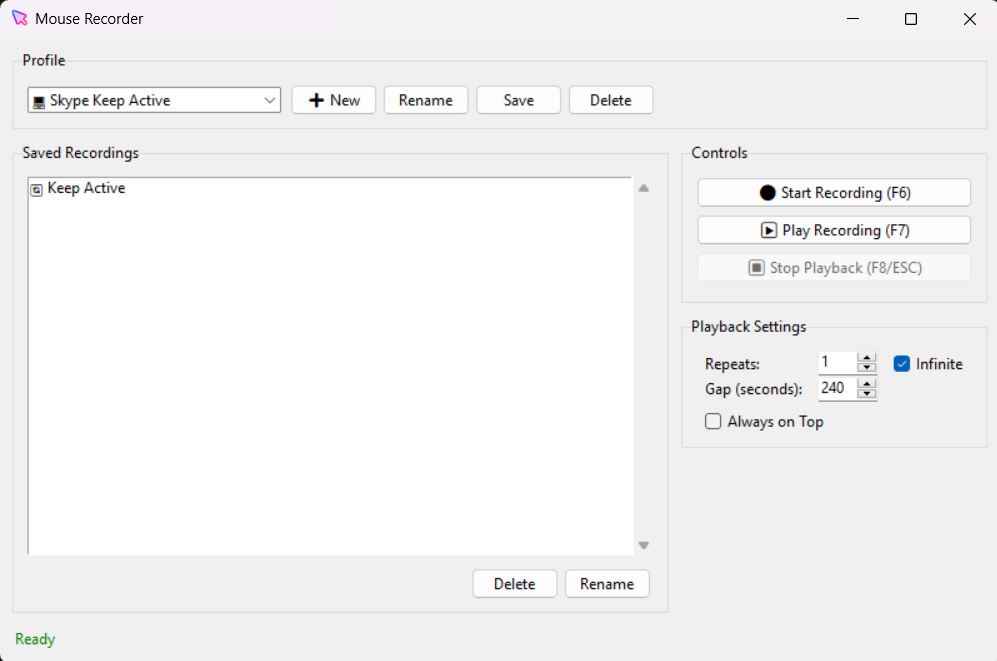 Mouse Recorder
Profile
Skype Keep Active
New
Rename
Save
Delete
Saved Recordings
Keep Active
Delete
Rename
Controls
Start Recording (F6)
Play Recording (F7)
Stop Playback (F8/ESC)
Playback Settings
Repeats: 1 Infinite
Gap (seconds): 240
Always on Top
Ready